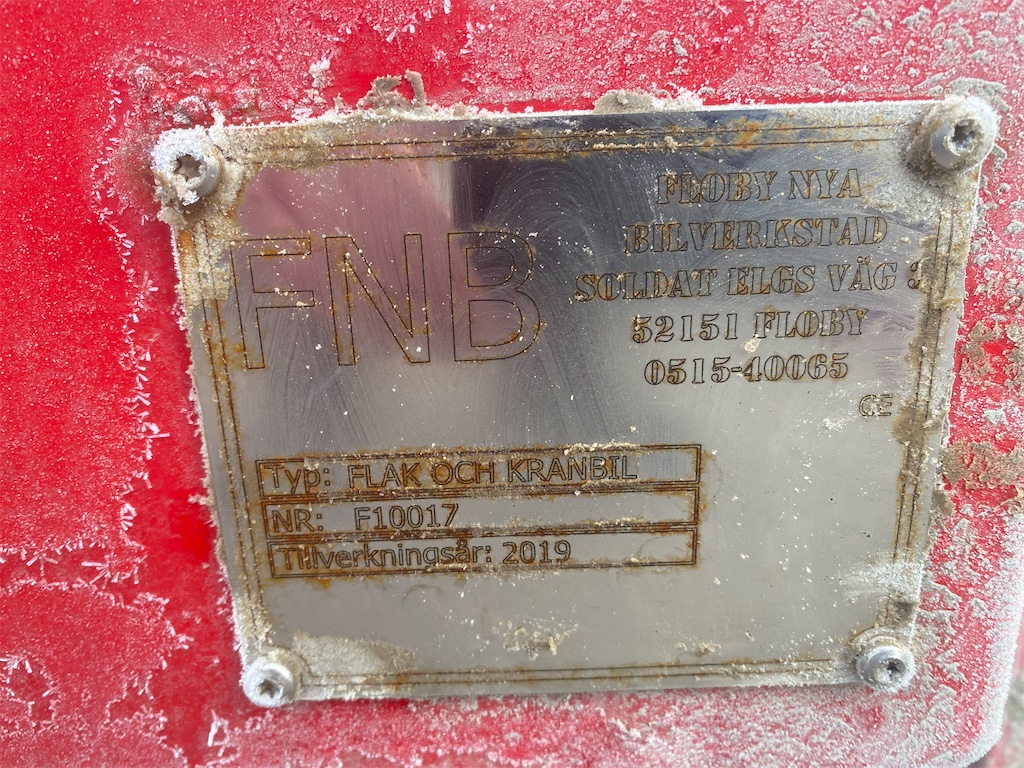 FNB
FLOBY NYA
BILVERKSTAD
SOLDAT ELGS VÄG 3
52151 FLOBY
0515-40065
CE
Typ: FLAK OCH KRANBIL
NR: F10017
Tillverkningsår: 2019